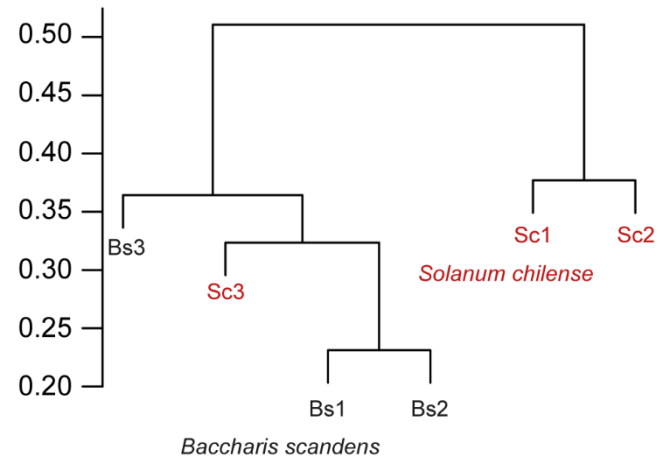 0.50
0.45
0.40
0.35
0.30
0.25
0.20
Bs3
Sc3
Bs1
Bs2
Sc1
Sc2
Solanum chilense
Baccharis scandens